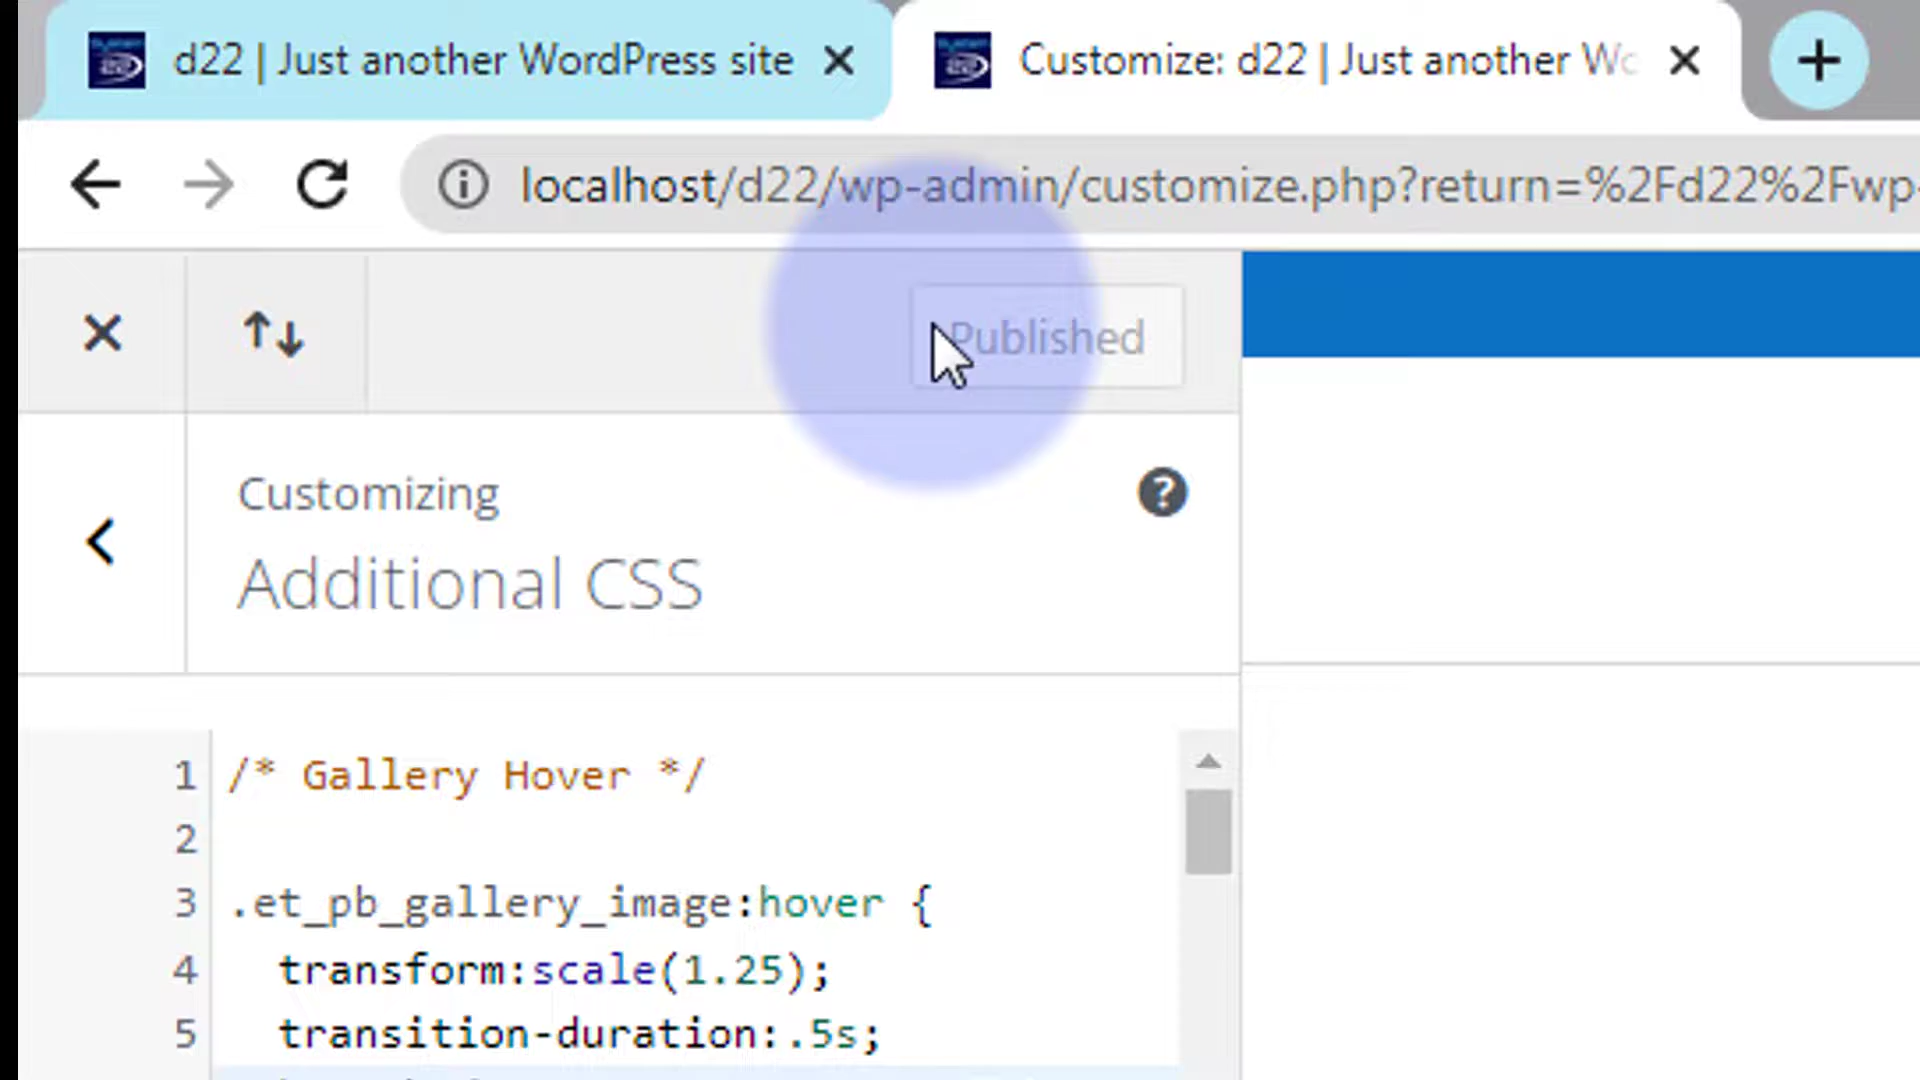 d22 | Just another WordPress site
Customize: d22 | Just another Wo
localhost/d22/wp-admin/customize.php?return=%2Fd22%2Fwp-
Published
Customizing
Additional CSS
1 /* Gallery Hover */
2
3 .et_pb_gallery_image:hover {
4 transform:scale(1.25);
5 transition-duration:.5s;